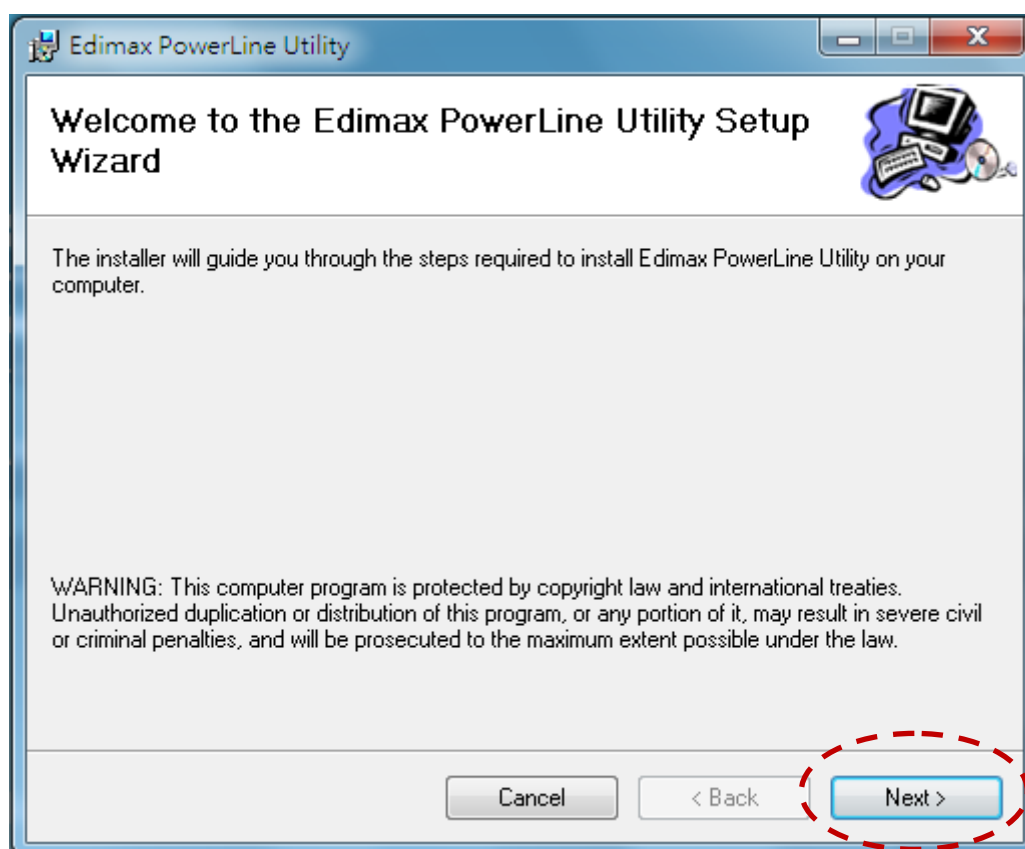 Edimax PowerLine Utility
Welcome to the Edimax PowerLine Utility Setup
Wizard
The installer will guide you through the steps required to install Edimax PowerLine Utility on your
computer.
WARNING: This computer program is protected by copyright law and international treaties.
Unauthorized duplication or distribution of this program, or any portion of it, may result in severe civil
or criminal penalties, and will be prosecuted to the maximum extent possible under the law.
Cancel < Back Next >